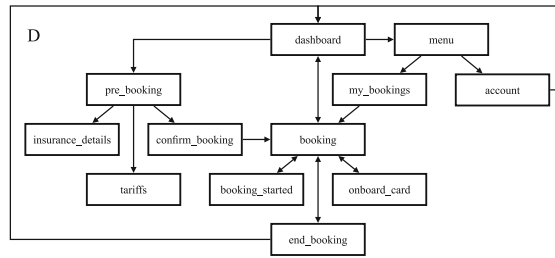 D
dashboard
menu
pre_booking
my_bookings
account
insurance_details
confirm_booking
booking
tariffs
booking_started
onboard_card
end_booking